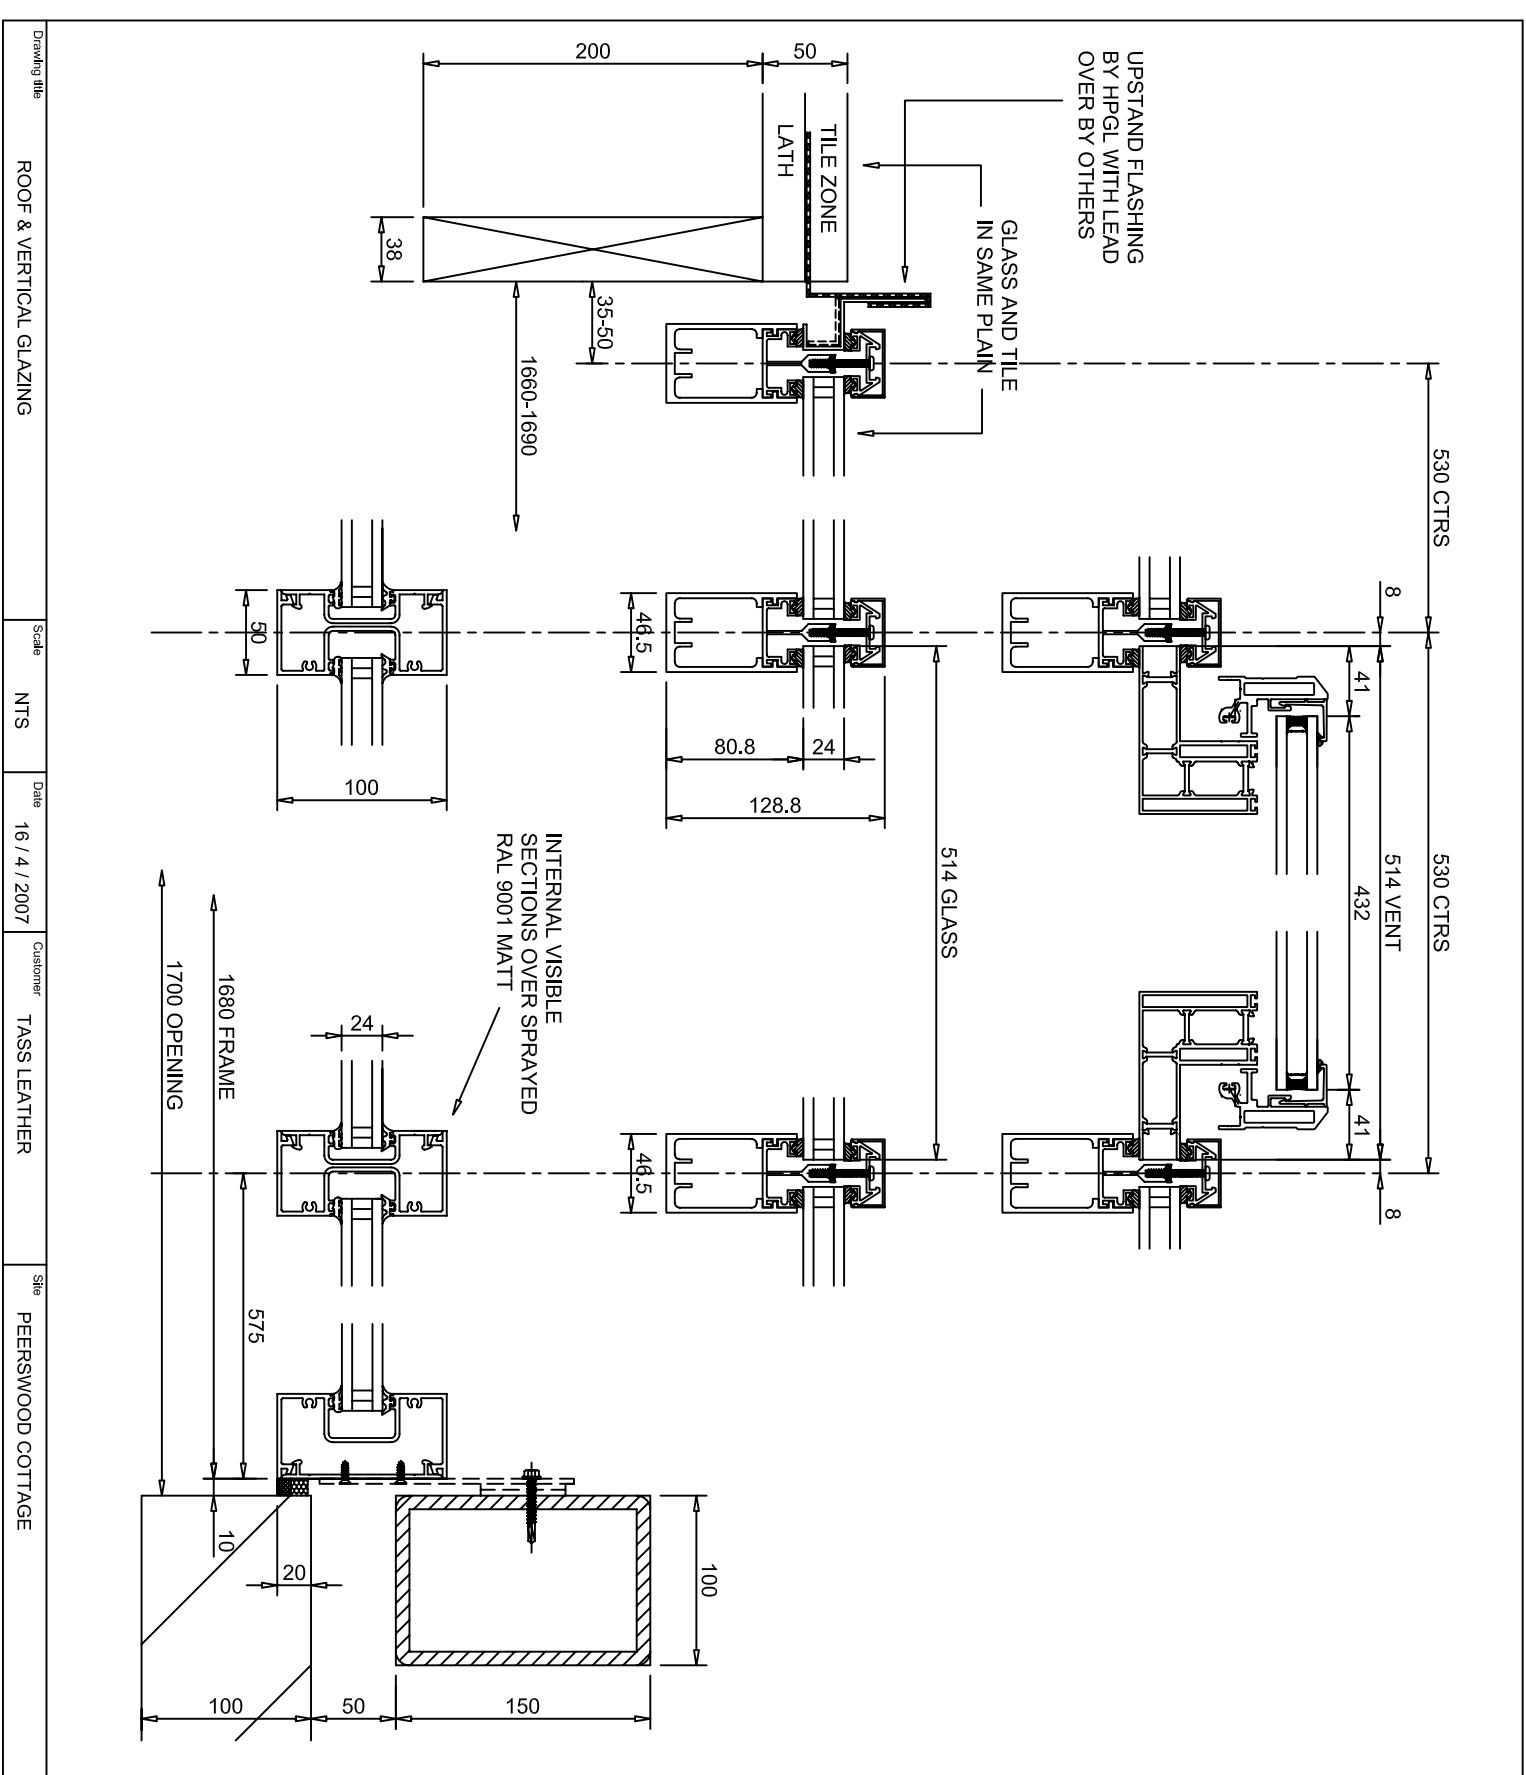 UPSTAND FLASHING
BY HPGL WITH LEAD
OVER BY OTHERS
GLASS AND TILE
IN SAME PLAIN
TILE ZONE
LATH
200
50
38
35-50
1660-1690
530 CTRS
8
530 CTRS
514 VENT
8
41
432
41
514 GLASS
46.5
80.8
24
128.8
46.5
50
100
INTERNAL VISIBLE
SECTIONS OVER SPRAYED
RAL 9001 MATT
24
575
1680 FRAME
10
1700 OPENING
20
100
50
150
100
Drawing title
ROOF & VERTICAL GLAZING
Scale
NTS
Date
16 / 4 / 2007
Customer
TASS LEATHER
Site
PEERSWOOD COTTAGE